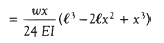 = wx / 24 EI (ℓ³ − 2ℓx² + x³)